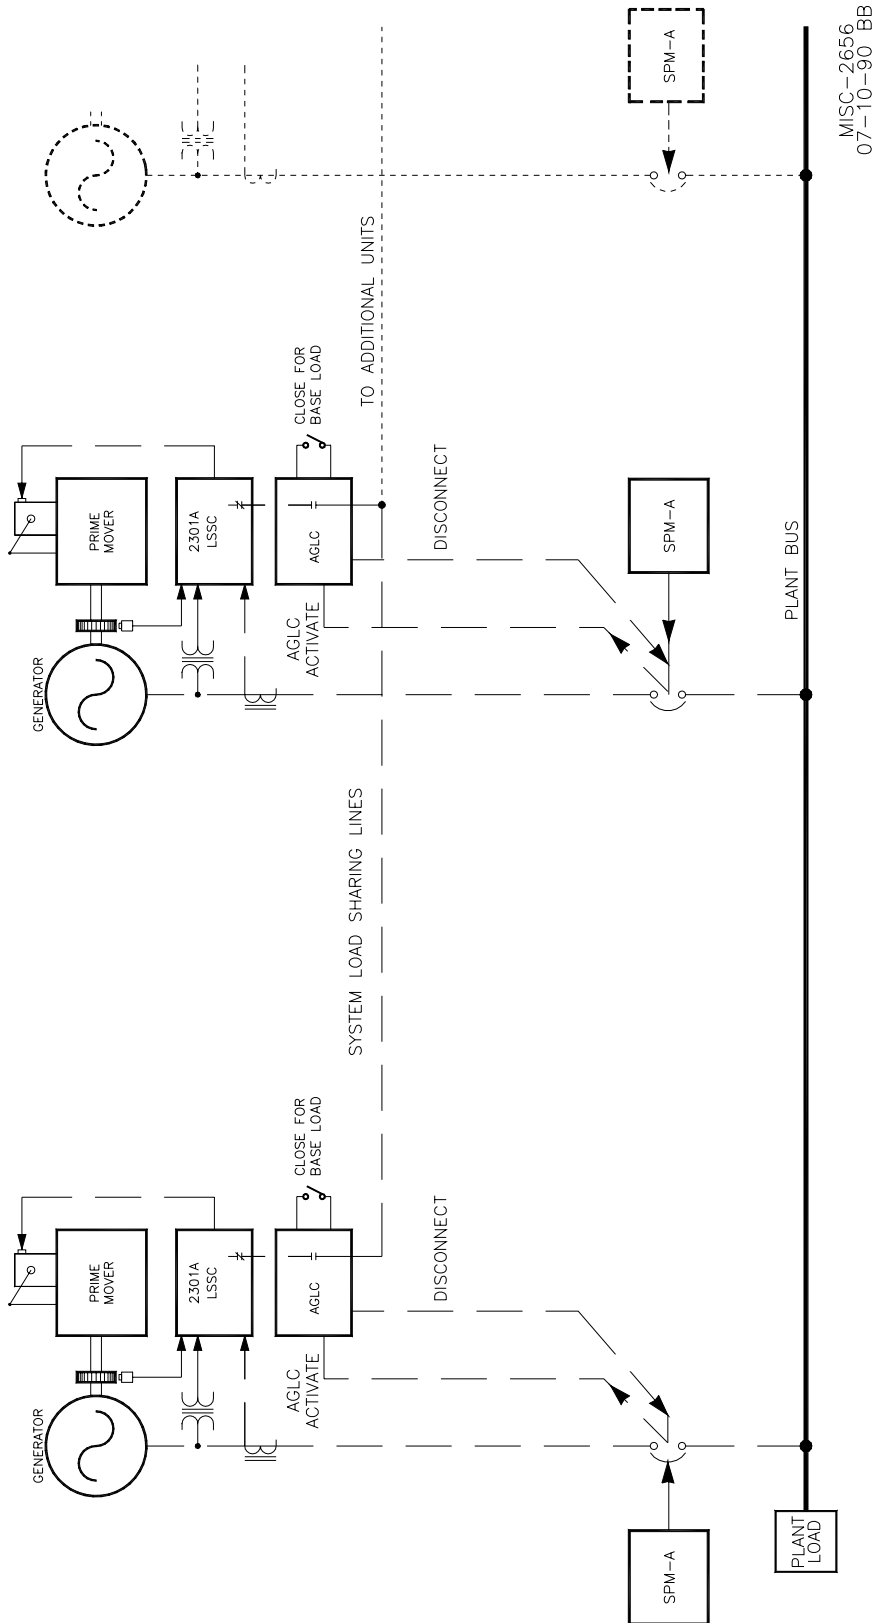 GENERATOR
PRIME
MOVER
2301A
LSSC
AGLC
AGLC
ACTIVATE
CLOSE FOR
BASE LOAD
DISCONNECT
SPM-A
SYSTEM LOAD SHARING LINES
GENERATOR
PRIME
MOVER
2301A
LSSC
AGLC
AGLC
ACTIVATE
CLOSE FOR
BASE LOAD
DISCONNECT
SPM-A
TO ADDITIONAL UNITS
SPM-A
PLANT
LOAD
PLANT BUS
MISC-2656
07-10-90 BB